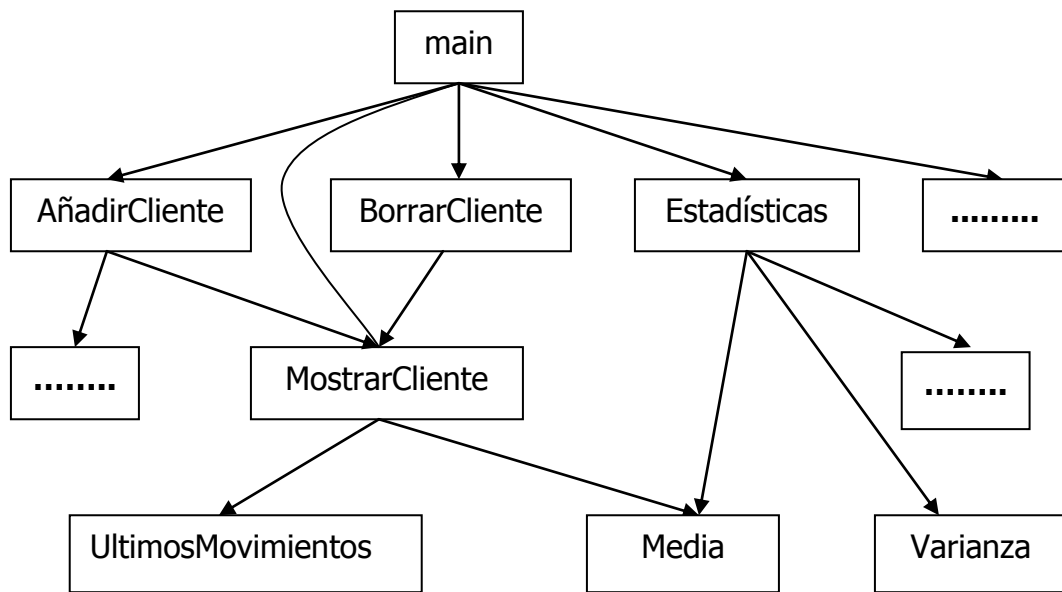 main
AñadirCliente
BorrarCliente
Estadísticas
.........
........
MostrarCliente
........
UltimosMovimientos
Media
Varianza